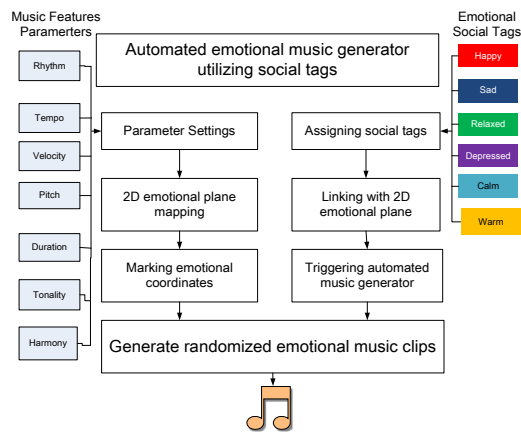 Music Features
Paramerters
Rhythm
Tempo
Velocity
Pitch
Duration
Tonality
Harmony
Automated emotional music generator
utilizing social tags
Parameter Settings
2D emotional plane
mapping
Marking emotional
coordinates
Assigning social tags
Linking with 2D
emotional plane
Triggering automated
music generator
Generate randomized emotional music clips
Emotional
Social Tags
Happy
Sad
Relaxed
Depressed
Calm
Warm